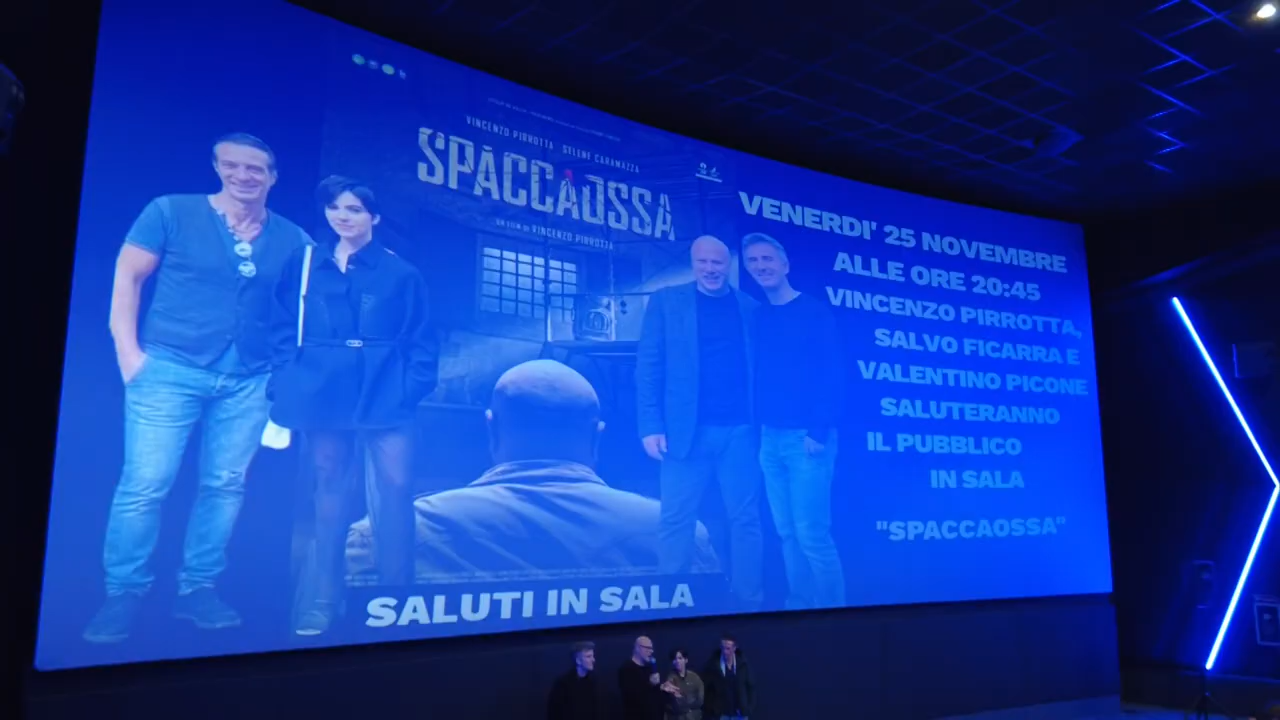 VINCENZO PIRROTTA SELENE CARAMAZZA
SPACCAOSSA
UN FILM DI VINCENZO PIRROTTA
VENERDI' 25 NOVEMBRE
ALLE ORE 20:45
VINCENZO PIRROTTA,
SALVO FICARRA E
VALENTINO PICONE
SALUTERANNO
IL PUBBLICO
IN SALA
"SPACCAOSSA"
SALUTI IN SALA